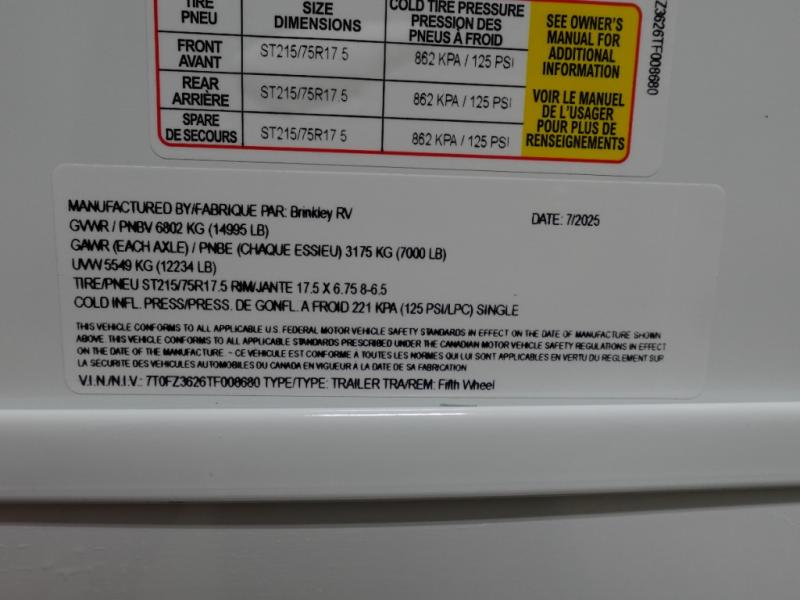 TIRE SIZE COLD TIRE PRESSURE
PNEU DIMENSIONS PRESSION DES
PNEUS À FROID
FRONT
AVANT ST215/75R17.5 862 KPA / 125 PSI
REAR
ARRIÈRE ST215/75R17.5 862 KPA / 125 PSI
SPARE
DE SECOURS ST215/75R17.5 862 KPA / 125 PSI
SEE OWNER'S
MANUAL FOR
ADDITIONAL
INFORMATION
VOIR LE MANUEL
DE L'USAGER
POUR PLUS DE
RENSEIGNEMENTS
Z3626TF008680
MANUFACTURED BY/FABRIQUE PAR: Brinkley RV DATE: 7/2025
GVWR / PNBV 6802 KG (14995 LB)
GAWR (EACH AXLE) / PNBE (CHAQUE ESSIEU) 3175 KG (7000 LB)
UVW 5549 KG (12234 LB)
TIRE/PNEU ST215/75R17.5 RIM/JANTE 17.5 X 6.75 8-6.5
COLD INFL. PRESS/PRESS. DE GONFL. A FROID 221 KPA (125 PSI/LPC) SINGLE
THIS VEHICLE CONFORMS TO ALL APPLICABLE U.S. FEDERAL MOTOR VEHICLE SAFETY STANDARDS IN EFFECT ON THE DATE OF MANUFACTURE SHOWN
ABOVE. THIS VEHICLE CONFORMS TO ALL APPLICABLE STANDARDS PRESCRIBED UNDER THE CANADIAN MOTOR VEHICLE SAFETY REGULATIONS IN EFFECT
ON THE DATE OF THE MANUFACTURE. ~ CE VEHICULE EST CONFORME À TOUTES LES NORMES QUI LUI SONT APPLICABLES EN VERTU DU REGLEMENT SUR
LA SÉCURITE DES VEHICULES AUTOMOBILES DU CANADA EN VIGUEUR A LA DATE DE SA FABRICATION
V.I.N./N.I.V.: 7T0FZ3626TF008680 TYPE/TYPE: TRAILER TRA/REM: Fifth Wheel